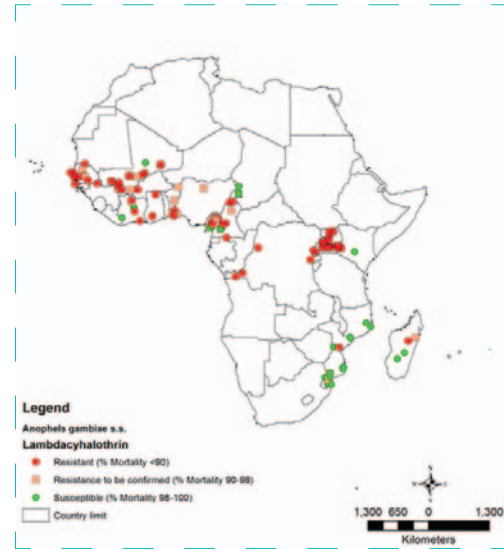 Legend
Anophels gambiae s.s.
Lambdacyhalothrin
Resistant (% Mortality <90)
Resistance to be confirmed (% Mortality 90-98)
Susceptible (% Mortality 98-100)
Country limit
1,300 650 0 1,300
Kilometers